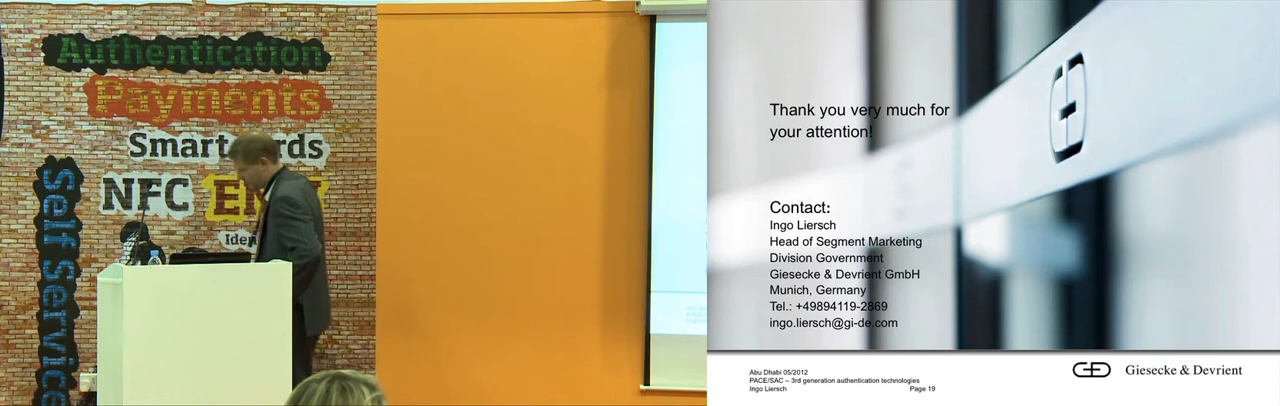 Authentication
Payments
Smart
rds
NFC
Iden
Self Service
Thank you very much for
your attention!
Contact:
Ingo Liersch
Head of Segment Marketing
Division Government
Giesecke & Devrient GmbH
Munich, Germany
Tel.: +49894119-2869
ingo.liersch@gi-de.com
Abu Dhabi 05/2012
PACE/SAC – 3rd generation authentication technologies
Ingo Liersch Page 19
Giesecke & Devrient